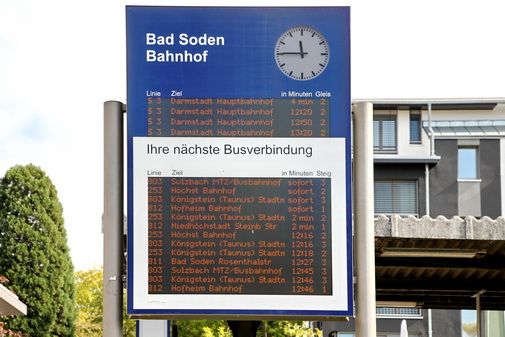 Bad Soden
Bahnhof
Linie Ziel in Minuten Gleis
S 3 Darmstadt Hauptbahnhof 4 min 2
S 3 Darmstadt Hauptbahnhof 12:20 2
S 3 Darmstadt Hauptbahnhof 12:50 2
S 3 Darmstadt Hauptbahnhof 13:20 2
Ihre nächste Busverbindung
Linie Ziel in Minuten Steig
803 Sulzbach MTZ/Busbahnhof sofort 3
253 Höchst Bahnhof sofort 2
803 Königstein (Taunus) Stadtm sofort 3
812 Hofheim Bahnhof sofort 1
253 Königstein (Taunus) Stadtm 2 min 2
812 Niedhöchstadt Steinb Str 2 min 1
253 Höchst Bahnhof 12:16 2
803 Königstein (Taunus) Stadtm 12:16 3
253 Königstein (Taunus) Stadtm 12:18 2
811 Bad Soden Rosenthalstr 12:27 3
803 Sulzbach MTZ/Busbahnhof 12:45 3
803 Königstein (Taunus) Stadtm 12:46 3
812 Hofheim Bahnhof 12:46 1